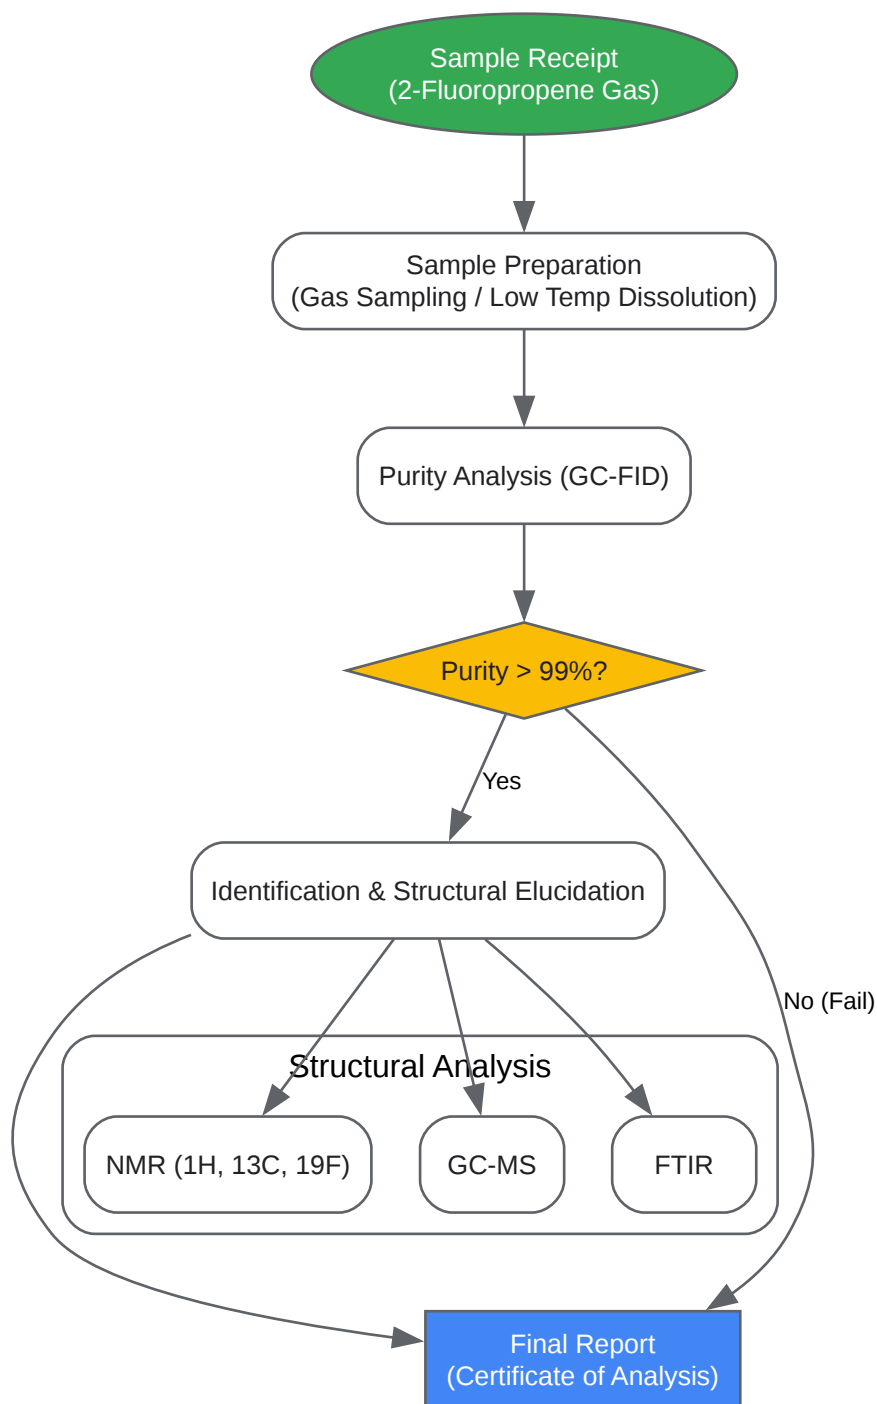 Sample Receipt
(2-Fluoropropene Gas)
Sample Preparation
(Gas Sampling / Low Temp Dissolution)
Purity Analysis (GC-FID)
Purity > 99%?
Yes
Identification & Structural Elucidation
No (Fail)
Structural Analysis
NMR (1H, 13C, 19F)
GC-MS
FTIR
Final Report
(Certificate of Analysis)